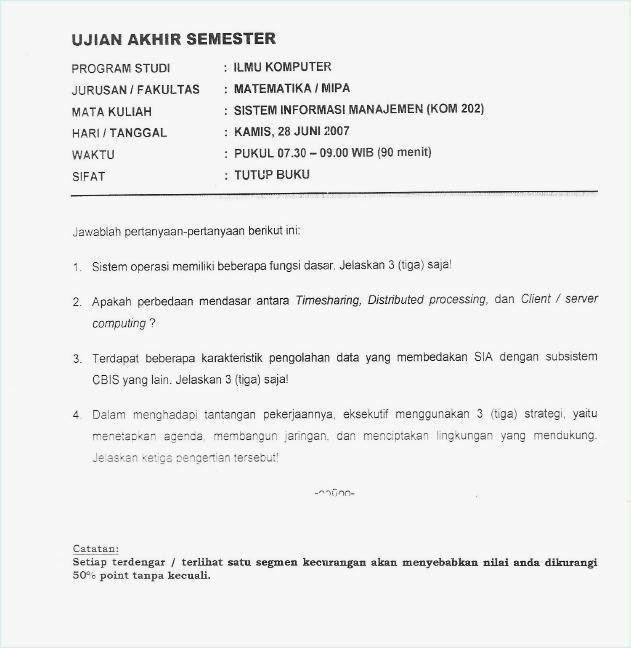 UJIAN AKHIR SEMESTER
PROGRAM STUDI : ILMU KOMPUTER
JURUSAN / FAKULTAS : MATEMATIKA / MIPA
MATA KULIAH : SISTEM INFORMASI MANAJEMEN (KOM 202)
HARI / TANGGAL : KAMIS, 28 JUNI 2007
WAKTU : PUKUL 07.30 – 09.00 WIB (90 menit)
SIFAT : TUTUP BUKU
Jawablah pertanyaan-pertanyaan berikut ini:
1. Sistem operasi memiliki beberapa fungsi dasar. Jelaskan 3 (tiga) saja!
2. Apakah perbedaan mendasar antara Timesharing, Distributed processing, dan Client / server
computing ?
3. Terdapat beberapa karakteristik pengolahan data yang membedakan SIA dengan subsistem
CBIS yang lain. Jelaskan 3 (tiga) saja!
4. Dalam menghadapi tantangan pekerjaannya, eksekutif menggunakan 3 (tiga) strategi, yaitu
menetapkan agenda, membangun jaringan, dan menciptakan lingkungan yang mendukung.
Jelaskan ketiga pengertian tersebut!
Catatan:
Setiap terdengar / terlihat satu segmen kecurangan akan menyebabkan nilai anda dikurangi
50% point tanpa kecuali.